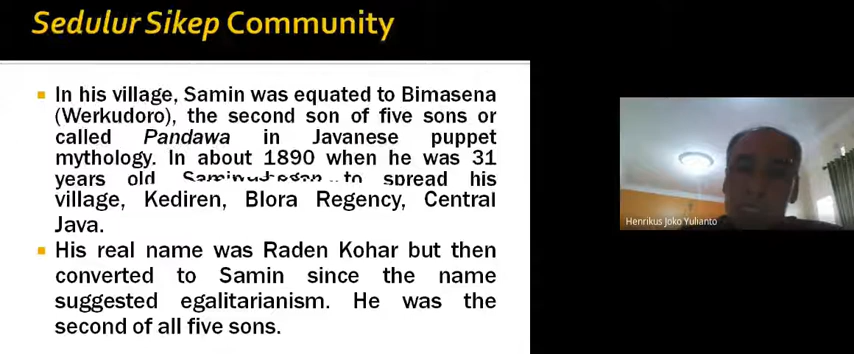 Sedulur Sikep Community
In his village, Samin was equated to Bimasena
(Werkudoro), the second son of five sons or
called Pandawa in Javanese puppet
mythology. In about 1890 when he was 31
years old to spread his
village, Kediren, Blora Regency, Central
Java.
His real name was Raden Kohar but then
converted to Samin since the name
suggested egalitarianism. He was the
second of all five sons.
Henrikus Joko Yulianto